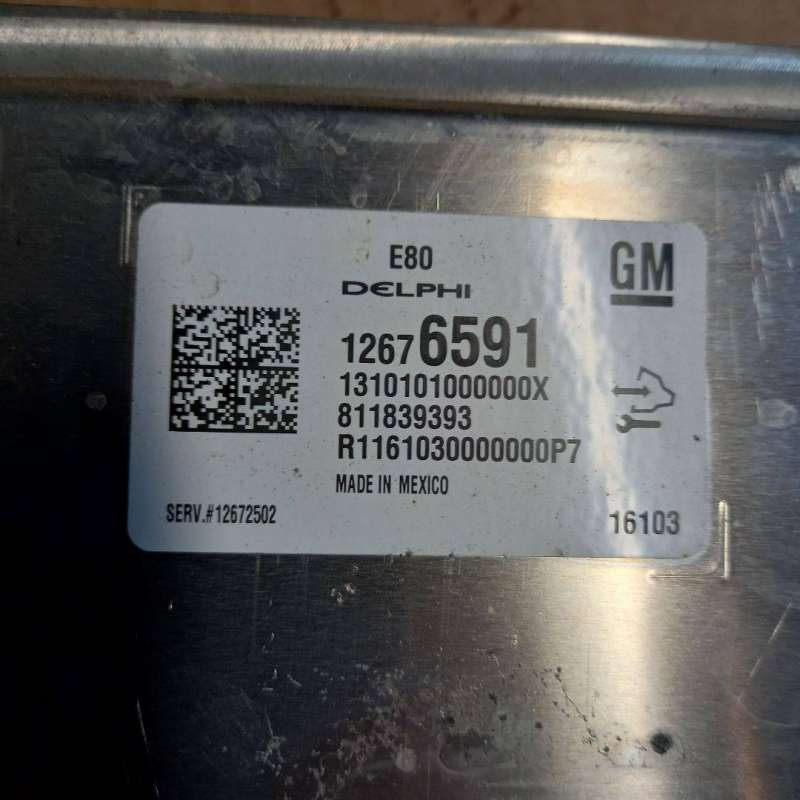 E80
GM
DELPHI
12676591
1310101000000X
811839393
R1161030000000P7
MADE IN MEXICO
SERV.#12672502
16103